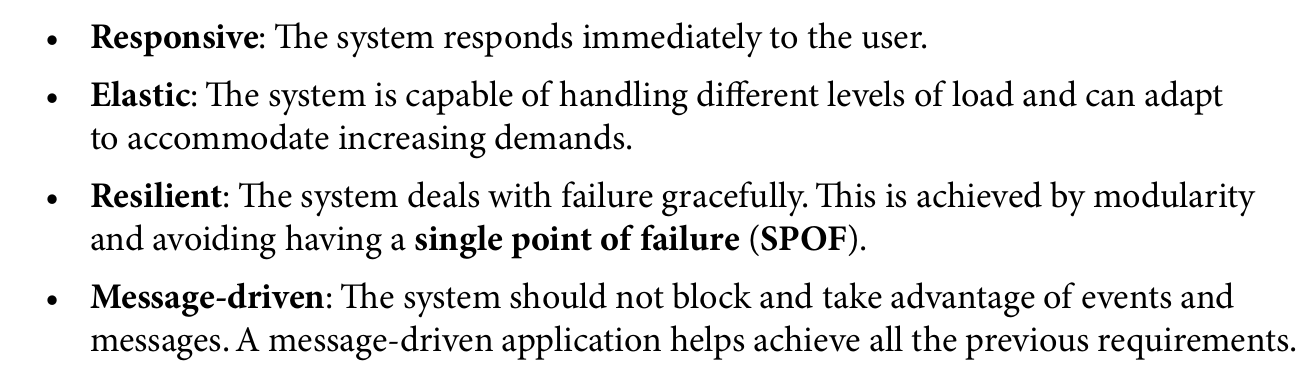 • Responsive: The system responds immediately to the user.
• Elastic: The system is capable of handling different levels of load and can adapt
to accommodate increasing demands.
• Resilient: The system deals with failure gracefully. This is achieved by modularity
and avoiding having a single point of failure (SPOF).
• Message-driven: The system should not block and take advantage of events and
messages. A message-driven application helps achieve all the previous requirements.